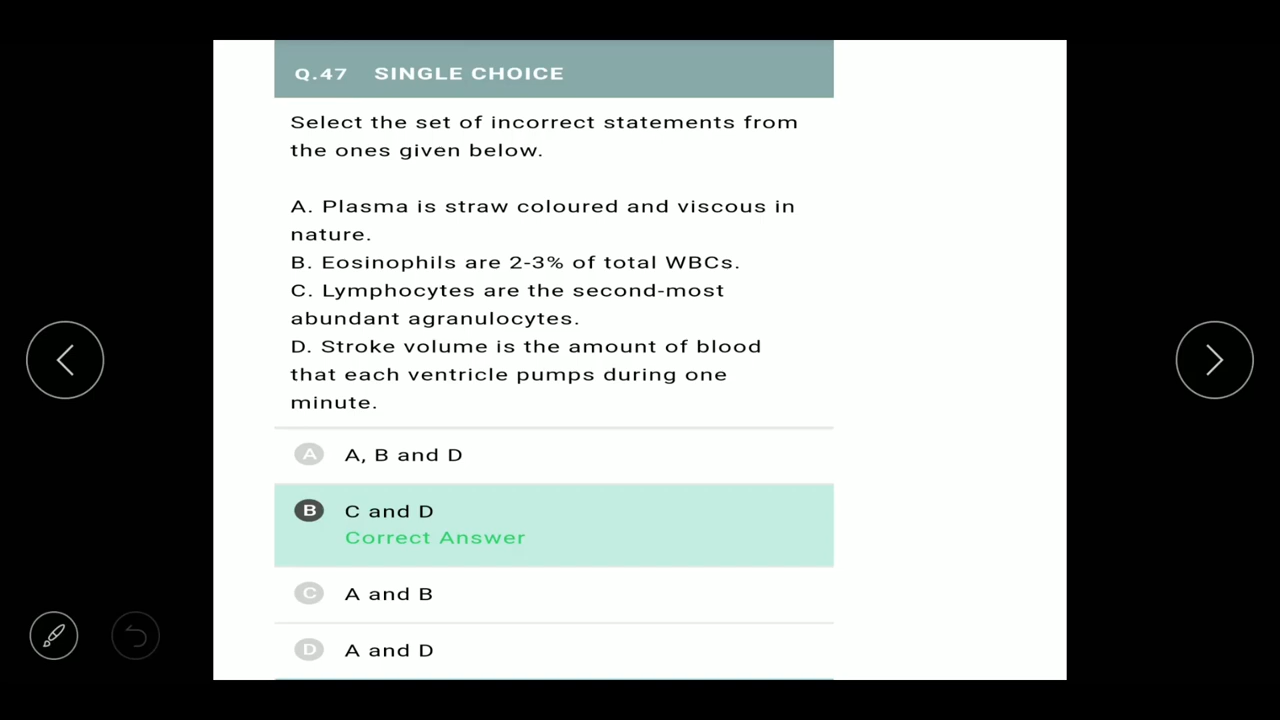 Q.47 SINGLE CHOICE
Select the set of incorrect statements from
the ones given below.
A. Plasma is straw coloured and viscous in
nature.
B. Eosinophils are 2-3% of total WBCs.
C. Lymphocytes are the second-most
abundant agranulocytes.
D. Stroke volume is the amount of blood
that each ventricle pumps during one
minute.
A A, B and D
B C and D
Correct Answer
C A and B
D A and D